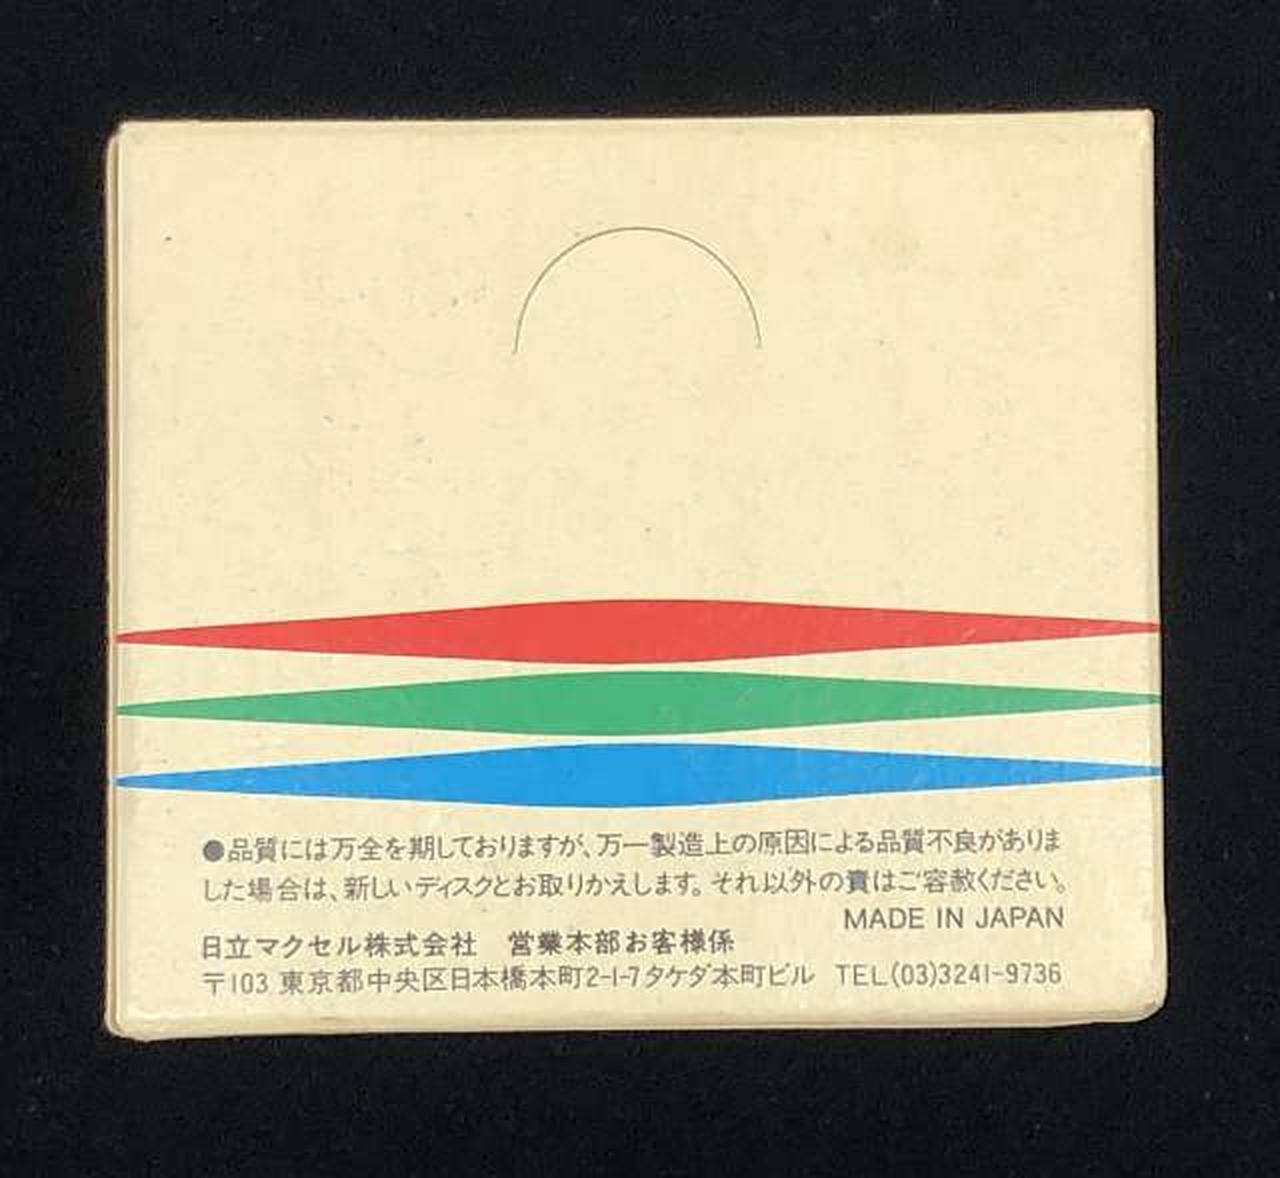 ●品質には万全を期しておりますが、万一製造上の原因による品質不良がありま
した場合は、新しいディスクとお取りかえします。それ以外の責はご容赦ください。
MADE IN JAPAN
日立マクセル株式会社　営業本部お客様係
〒103 東京都中央区日本橋本町2-1-7タケダ本町ビル　TEL(03)3241-9736